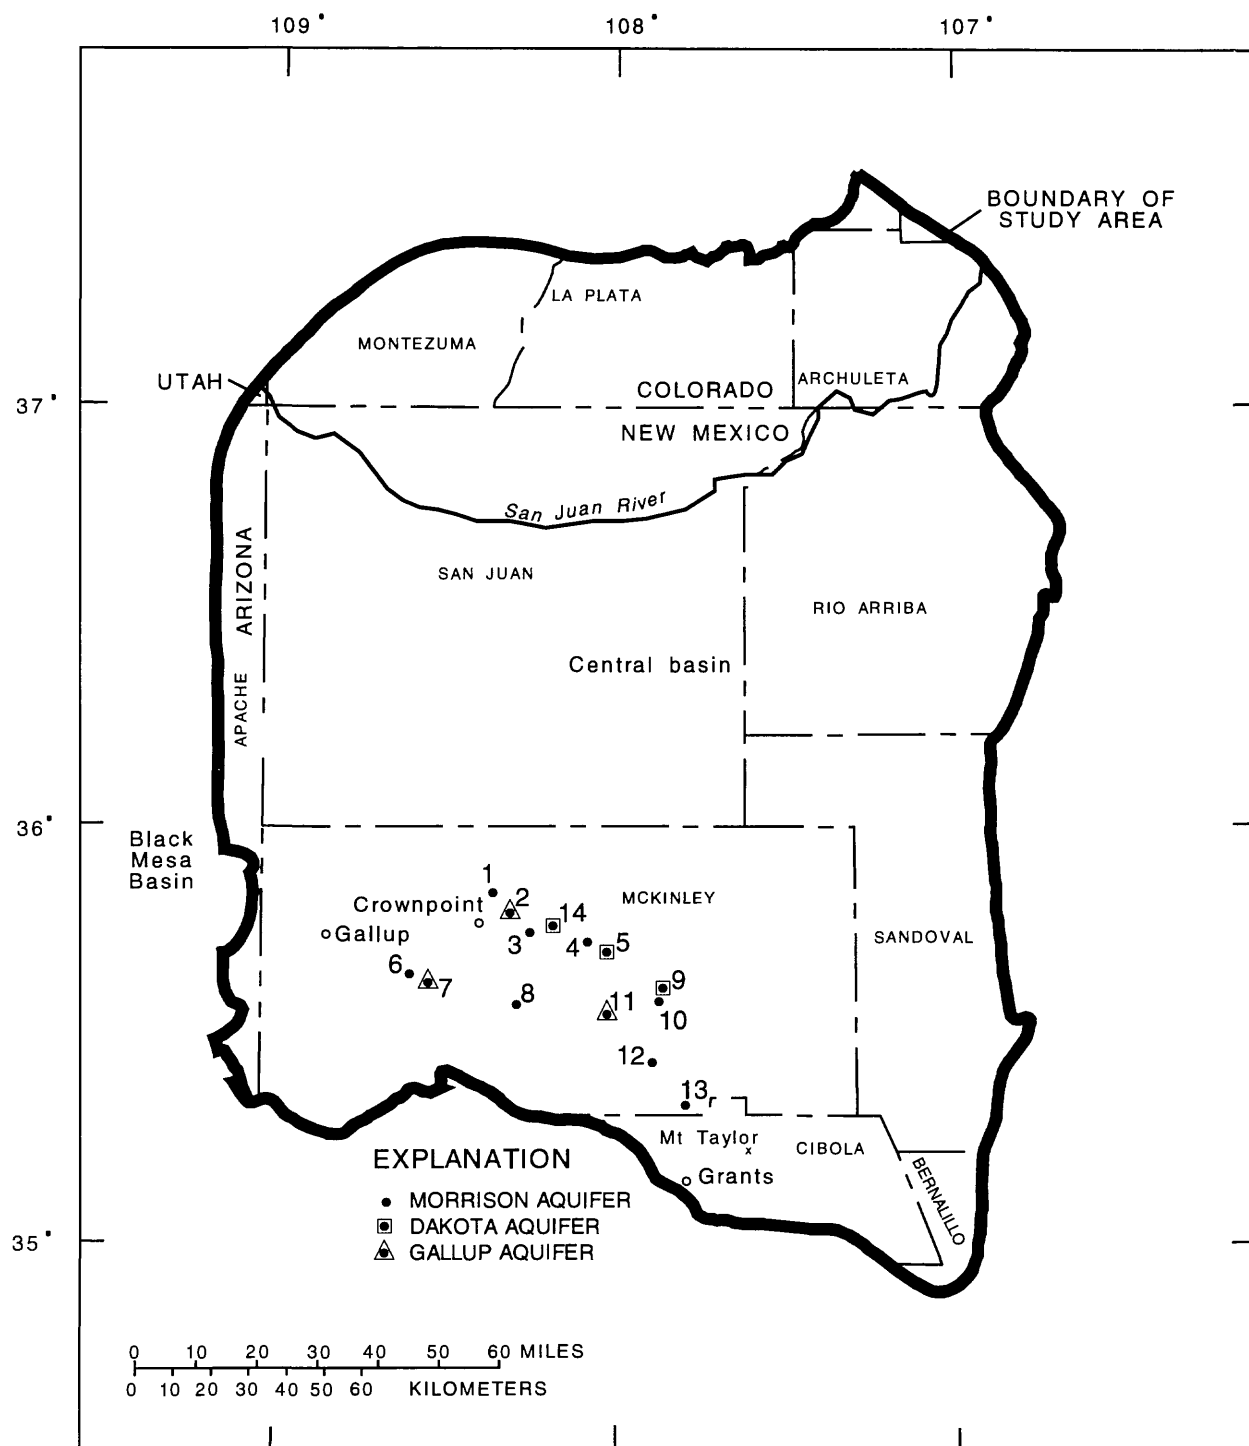 109°
108°
107°
BOUNDARY OF
STUDY AREA
LA PLATA
MONTEZUMA
UTAH
ARCHULETA
COLORADO
37°
NEW MEXICO
San Juan River
ARIZONA
SAN JUAN
RIO ARRIBA
Central basin
APACHE
36°
Black
Mesa
Basin
1
2
Crownpoint
MCKINLEY
14
Gallup
3
4
5
SANDOVAL
6
7
8
9
11
10
12
13
Mt Taylor
x
CIBOLA
Grants
BERNALILLO
EXPLANATION
MORRISON AQUIFER
DAKOTA AQUIFER
GALLUP AQUIFER
35°
0 10 20 30 40 50 60 MILES
0 10 20 30 40 50 60 KILOMETERS